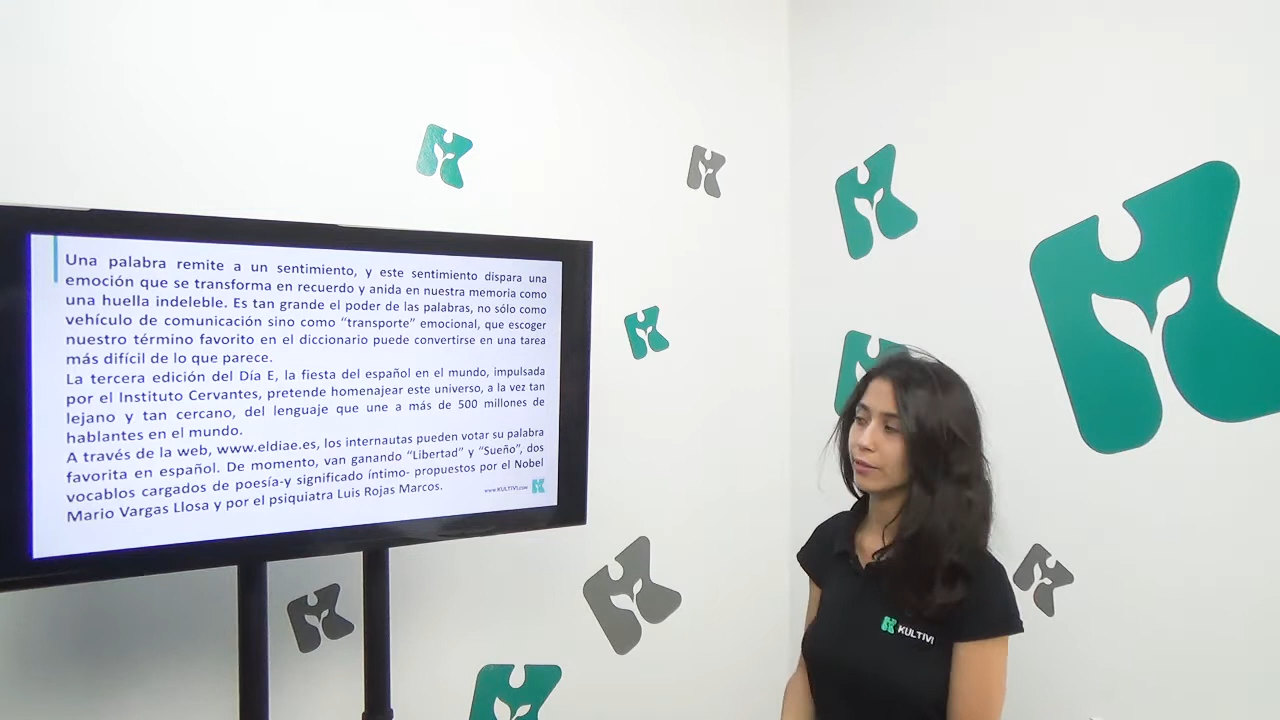 Una palabra remite a un sentimiento, y este sentimiento dispara una
emoción que se transforma en recuerdo y anida en nuestra memoria como
una huella indeleble. Es tan grande el poder de las palabras, no sólo como
vehículo de comunicación sino como “transporte” emocional, que escoger
nuestro término favorito en el diccionario puede convertirse en una tarea
más difícil de lo que parece.
La tercera edición del Día E, la fiesta del español en el mundo, impulsada
por el Instituto Cervantes, pretende homenajear este universo, a la vez tan
lejano y tan cercano, del lenguaje que une a más de 500 millones de
hablantes en el mundo.
A través de la web, www.eldiae.es, los internautas pueden votar su palabra
favorita en español. De momento, van ganando “Libertad” y “Sueño”, dos
vocablos cargados de poesía-y significado íntimo- propuestos por el Nobel
Mario Vargas Llosa y por el psiquiatra Luis Rojas Marcos.
www.KULTIVI.com
KULTIVI